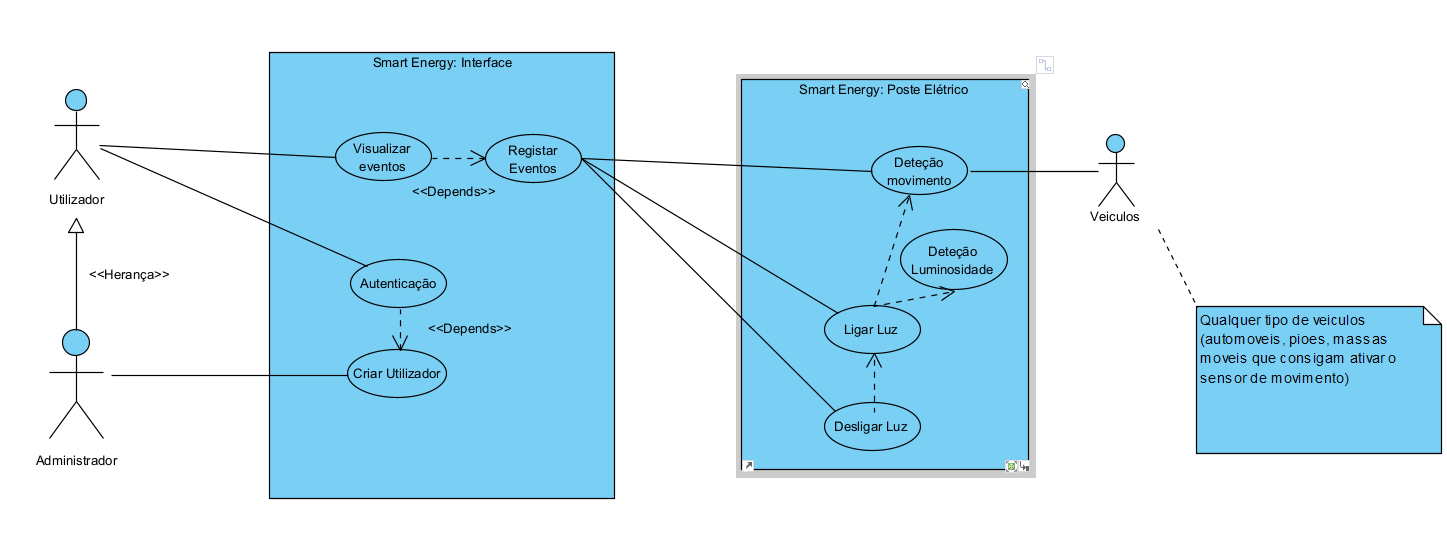 Smart Energy: Interface
Smart Energy: Poste Elétrico
Visualizar
eventos
Registar
Eventos
<<Depends>>
Deteção
movimento
Utilizador
Veiculos
<<Herança>>
Autenticação
Deteção
Luminosidade
<<Depends>>
Ligar Luz
Criar Utilizador
Desligar Luz
Administrador
Qualquer tipo de veiculos
(automoveis, pioes, massas
moveis que consigam ativar o
sensor de movimento)